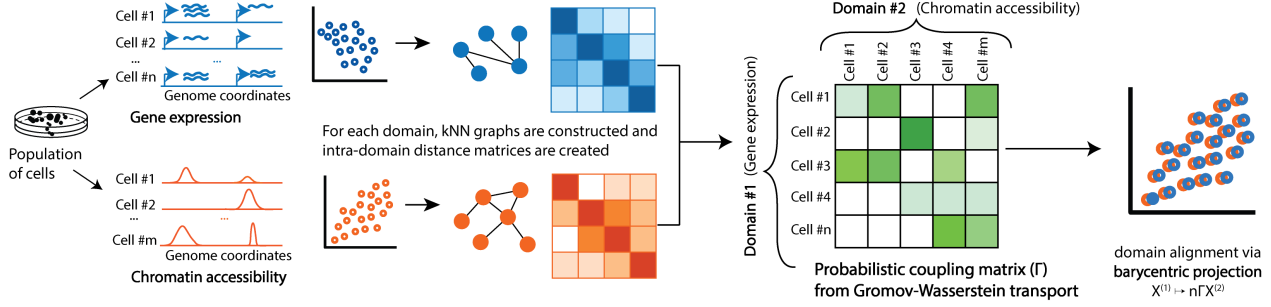 Population
of cells
Cell #1
Cell #2
...
Cell #n
...
Genome coordinates
Gene expression
Cell #1
Cell #2
...
Cell #m
...
Genome coordinates
Chromatin accessibility
For each domain, kNN graphs are constructed and
intra-domain distance matrices are created
Domain #2 (Chromatin accessibility)
Cell #1
Cell #2
Cell #3
Cell #4
Cell #m
Domain #1 (Gene expression)
Cell #1
Cell #2
Cell #3
Cell #4
Cell #n
Probabilistic coupling matrix (Γ)
from Gromov-Wasserstein transport
domain alignment via
barycentric projection
X⁽¹⁾ ↦ nΓX⁽²⁾